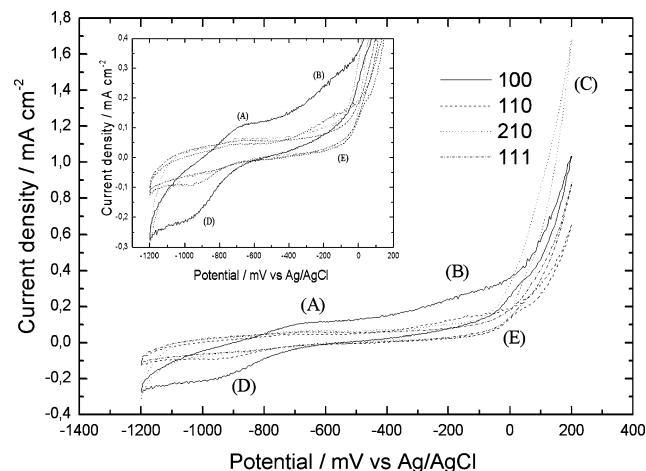 1,8
1,6
1,4
1,2
1,0
0,8
0,6
0,4
0,2
0,0
-0,2
-0,4
Current density / mA cm-2
-1400 -1200 -1000 -800 -600 -400 -200 0 200 400
Potential / mV vs Ag/AgCl
100
110
210
111
(A)
(B)
(C)
(D)
(E)
0,4
0,3
0,2
0,1
0,0
-0,1
-0,2
-0,3
Current density / mA cm-2
-1200 -1000 -800 -600 -400 -200 0 200
Potential / mV vs Ag/AgCl
(A)
(B)
(D)
(E)